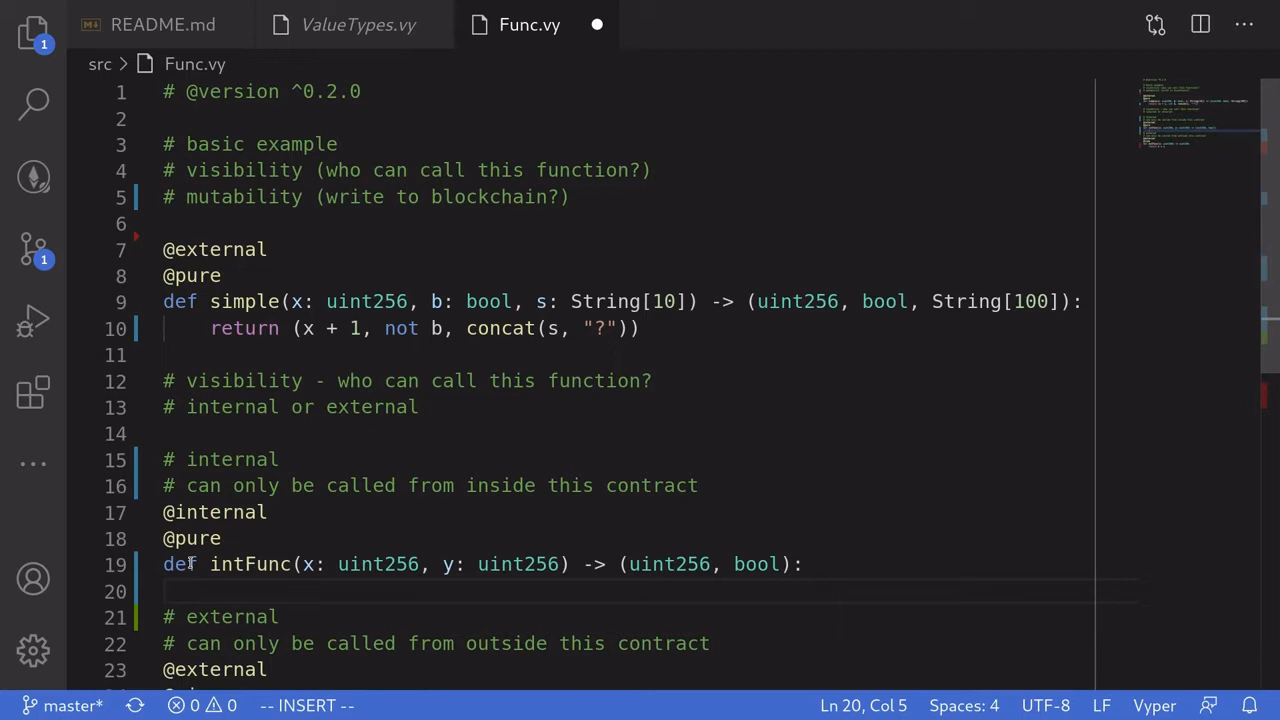 README.md ValueTypes.vy Func.vy
src > Func.vy
1 # @version ^0.2.0
2
3 # basic example
4 # visibility (who can call this function?)
5 # mutability (write to blockchain?)
6
7 @external
8 @pure
9 def simple(x: uint256, b: bool, s: String[10]) -> (uint256, bool, String[100]):
10 return (x + 1, not b, concat(s, "?"))
11
12 # visibility - who can call this function?
13 # internal or external
14
15 # internal
16 # can only be called from inside this contract
17 @internal
18 @pure
19 def intFunc(x: uint256, y: uint256) -> (uint256, bool):
20
21 # external
22 # can only be called from outside this contract
23 @external
1
1
master* 0 0 -- INSERT -- Ln 20, Col 5 Spaces: 4 UTF-8 LF Vyper